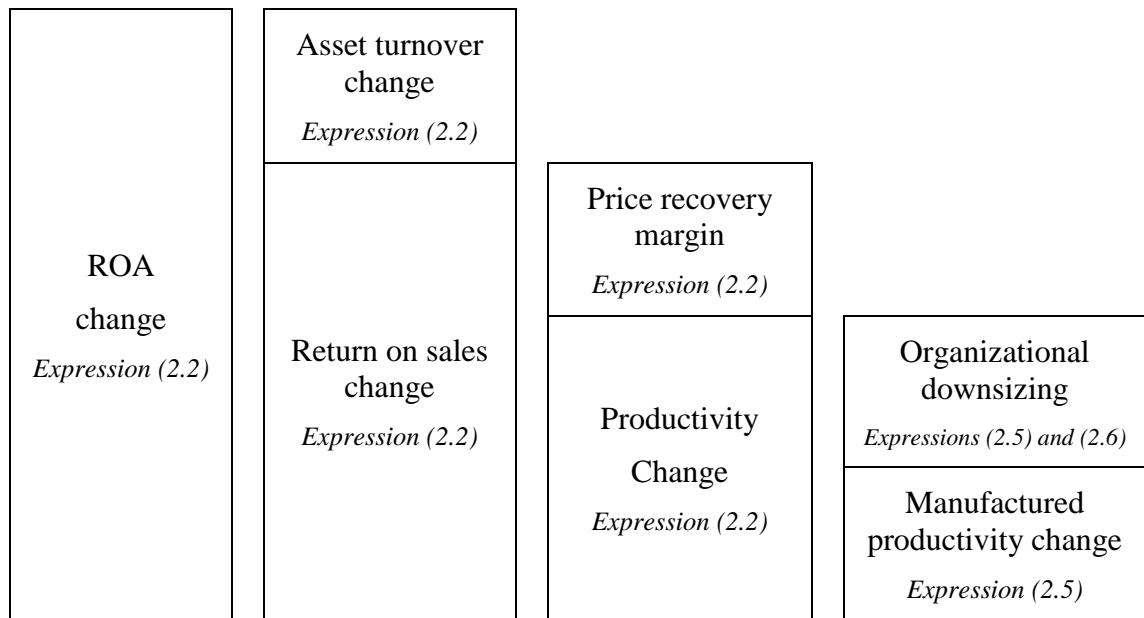 ROA
change
Expression (2.2)
Asset turnover
change
Expression (2.2)
Return on sales
change
Expression (2.2)
Price recovery
margin
Expression (2.2)
Productivity
Change
Expression (2.2)
Organizational
downsizing
Expressions (2.5) and (2.6)
Manufactured
productivity change
Expression (2.5)